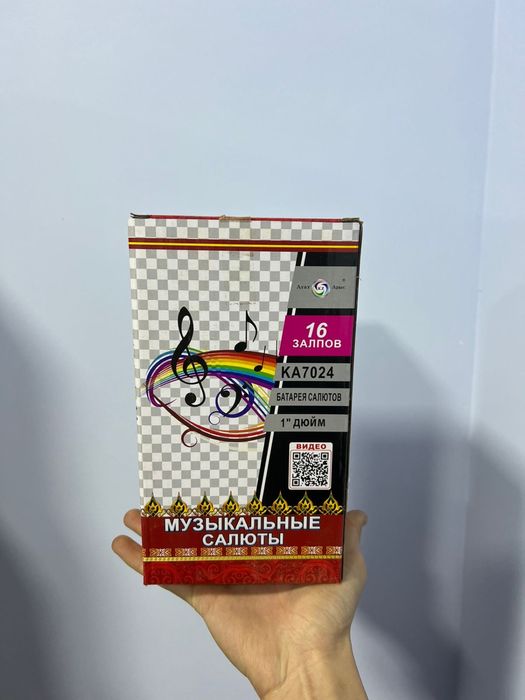 16
ЗАЛПОВ
KA7024
БАТАРЕЯ САЛЮТОВ
1" ДЮЙМ
ВИДЕО
МУЗЫКАЛЬНЫЕ
САЛЮТЫ